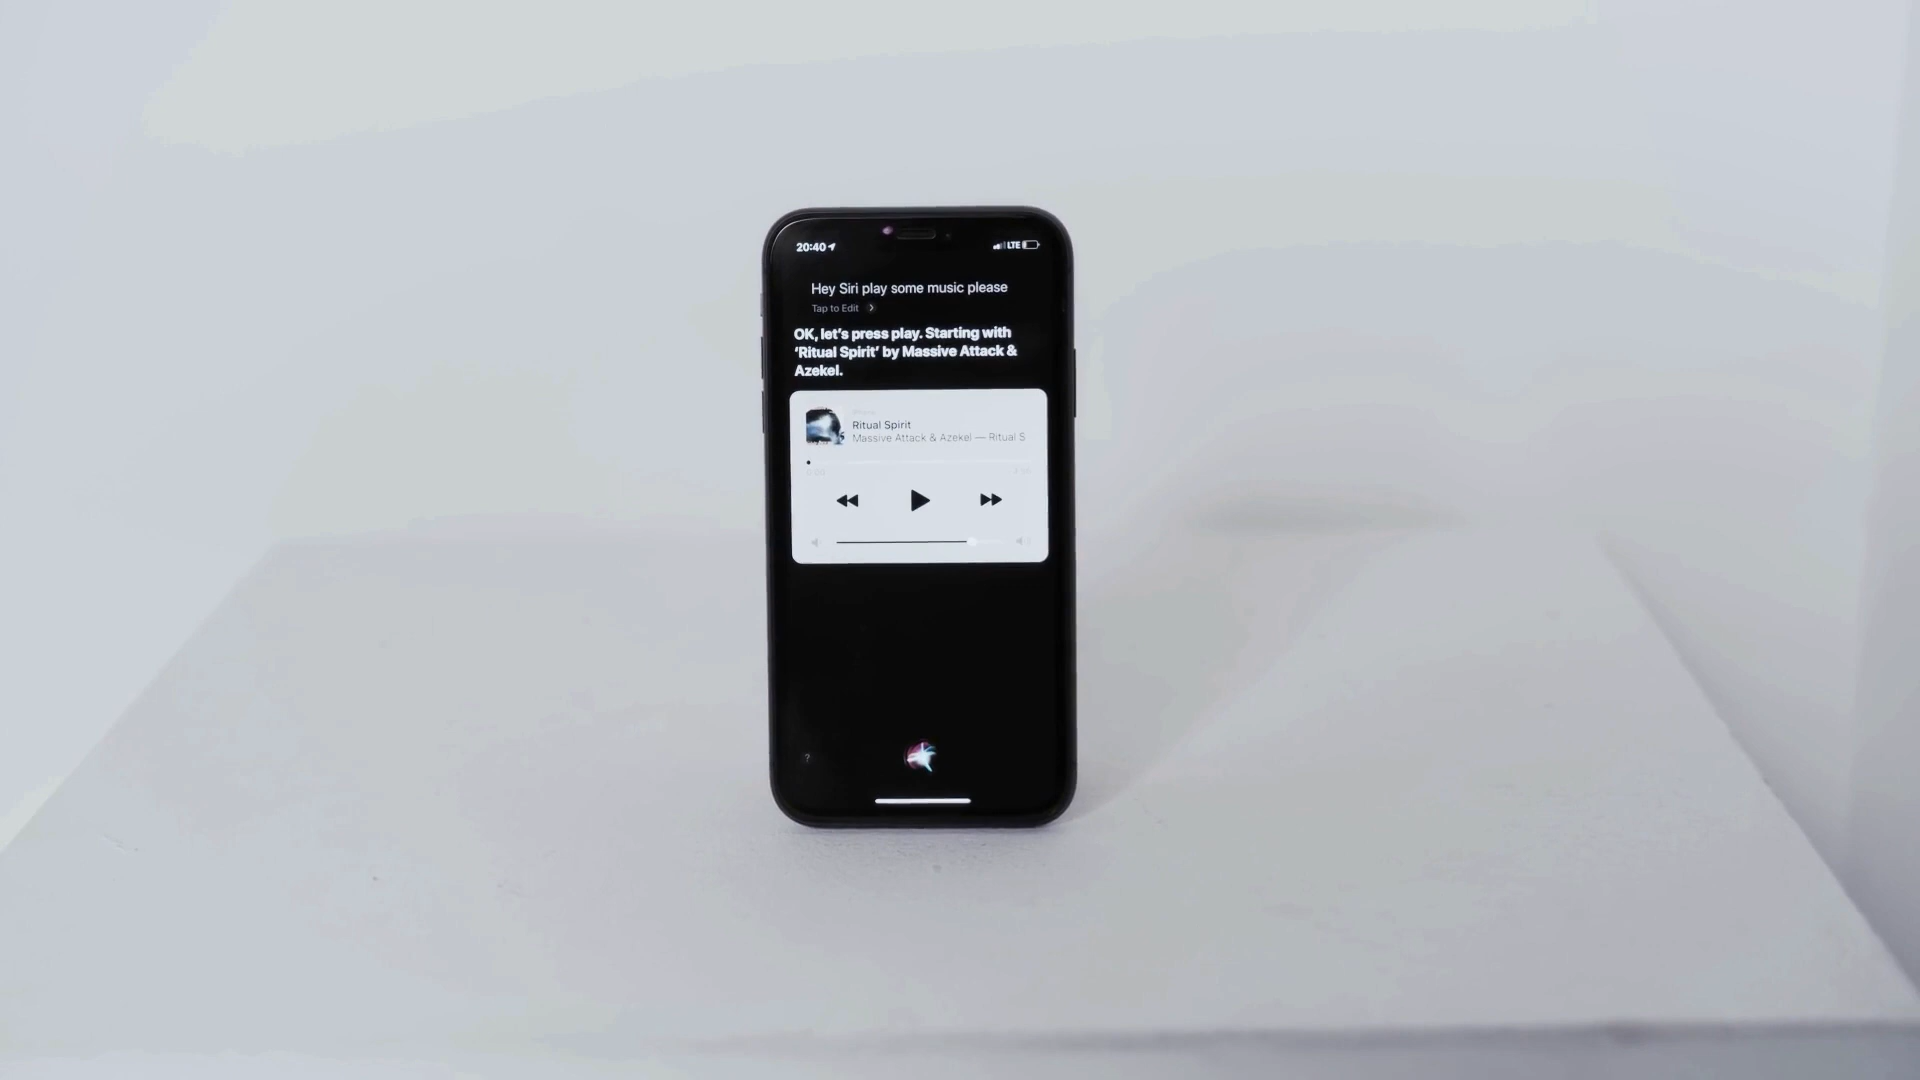 20:40
LTE
Hey Siri play some music please
Tap to Edit
OK, let's press play. Starting with
‘Ritual Spirit’ by Massive Attack &
Azekel.
Ritual Spirit
Massive Attack & Azekel — Ritual S
?